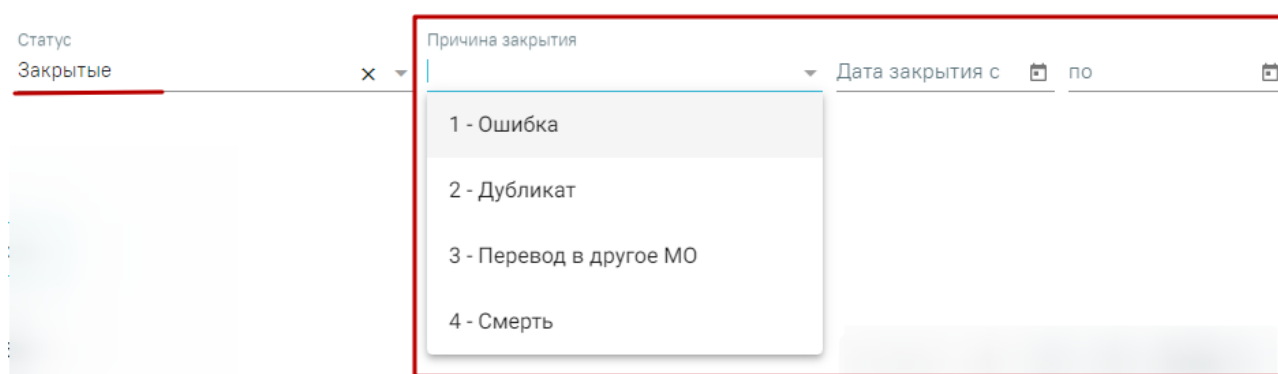 Статус
Причина закрытия
Закрытые
Дата закрытия с
по
1 - Ошибка
2 - Дубликат
3 - Перевод в другое МО
4 - Смерть